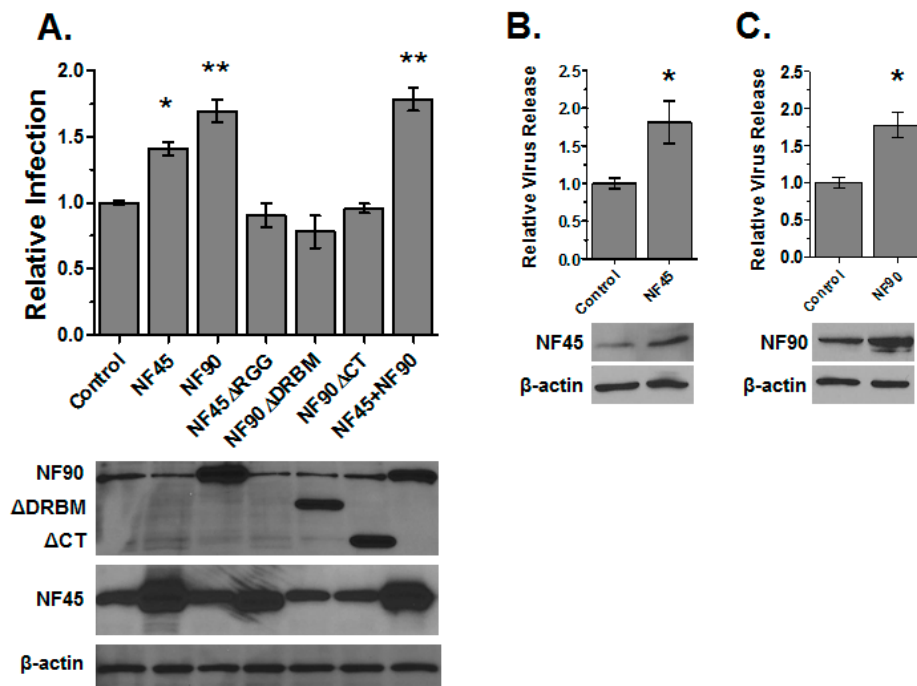 A.
Relative Infection
2.0
1.5
1.0
0.5
0.0
*
**
**
Control
NF45
NF90
NF45 ΔRGG
NF90 ΔDRBM
NF90 ΔCT
NF45+NF90
NF90
ΔDRBM
ΔCT
NF45
β-actin
B.
Relative Virus Release
2.5
2.0
1.5
1.0
0.5
0.0
*
Control
NF45
NF45
β-actin
C.
Relative Virus Release
2.5
2.0
1.5
1.0
0.5
0.0
*
Control
NF90
NF90
β-actin